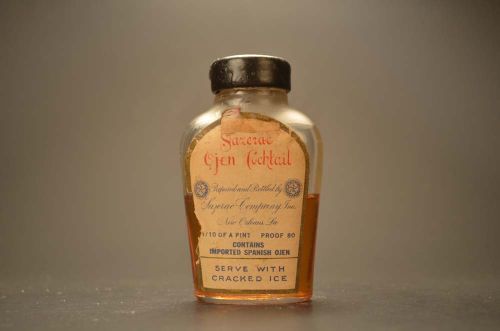 Sazerac
Ojen Cocktail
Prepared and Bottled by
Sazerac Company, Inc.
New Orleans, La
1/10 OF A PINT PROOF 80
CONTAINS
IMPORTED SPANISH OJEN
SERVE WITH
CRACKED ICE